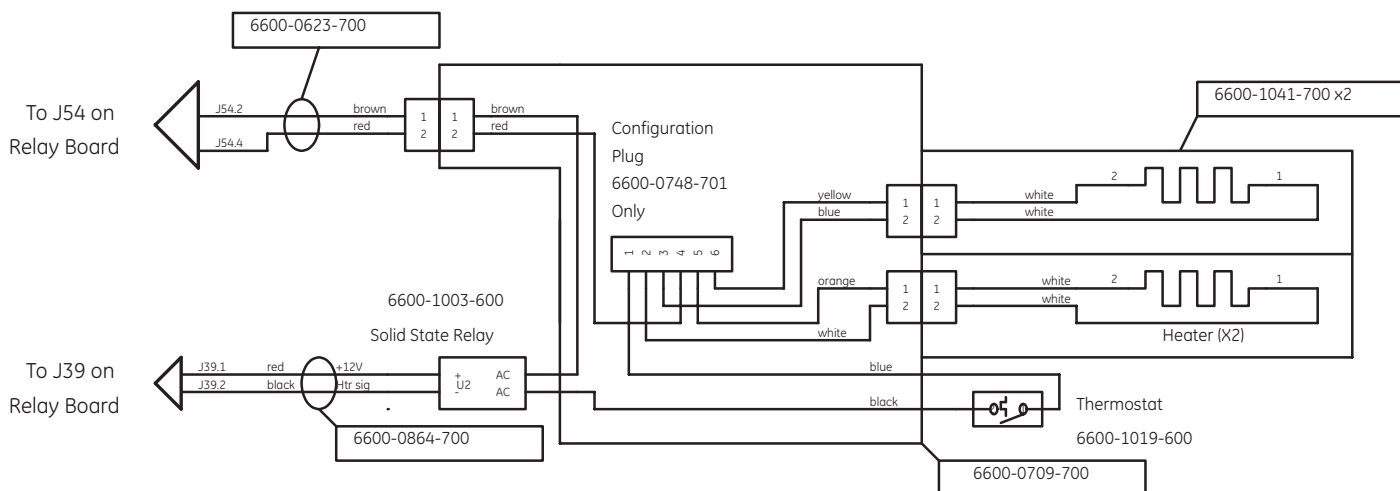 6600-0623-700
To J54 on
Relay Board
J54.2
brown
red
J54.4
1
2
1
2
brown
red
Configuration
Plug
6600-0748-701
Only
1
2
3
4
5
6
yellow
blue
1
2
1
2
white
white
2
1
6600-1041-700 x2
orange
white
1
2
1
2
white
white
2
1
Heater (X2)
6600-1003-600
Solid State Relay
To J39 on
Relay Board
J39.1
red
+12V
J39.2
black
Htr sig
+
-
U2
AC
AC
6600-0864-700
blue
black
Thermostat
6600-1019-600
6600-0709-700